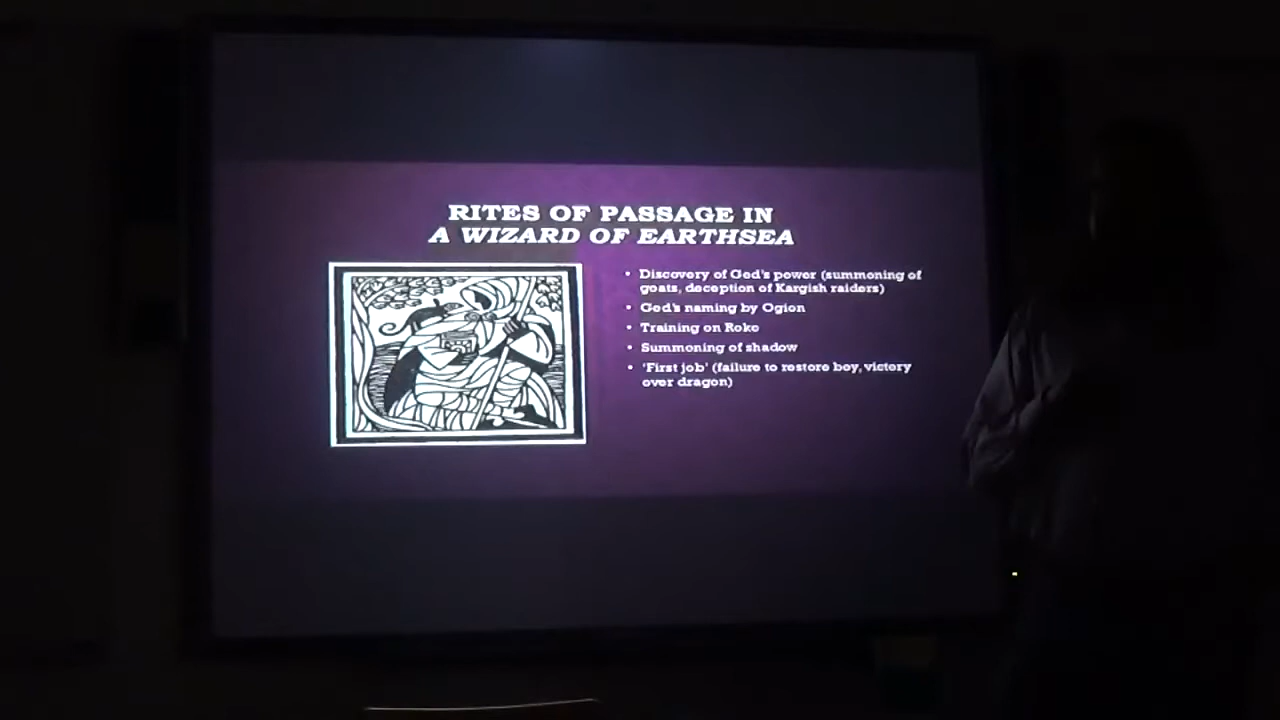 RITES OF PASSAGE IN
A WIZARD OF EARTHSEA
• Discovery of Ged's power (summoning of
goats, deception of Kargish raiders)
• Ged's naming by Ogion
• Training on Roke
• Summoning of shadow
• 'First job' (failure to restore boy, victory
over dragon)